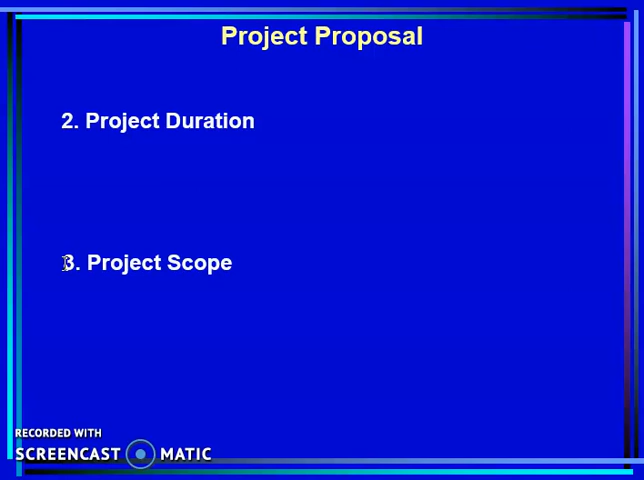 Project Proposal
2. Project Duration
3. Project Scope
RECORDED WITH
SCREENCAST MATIC